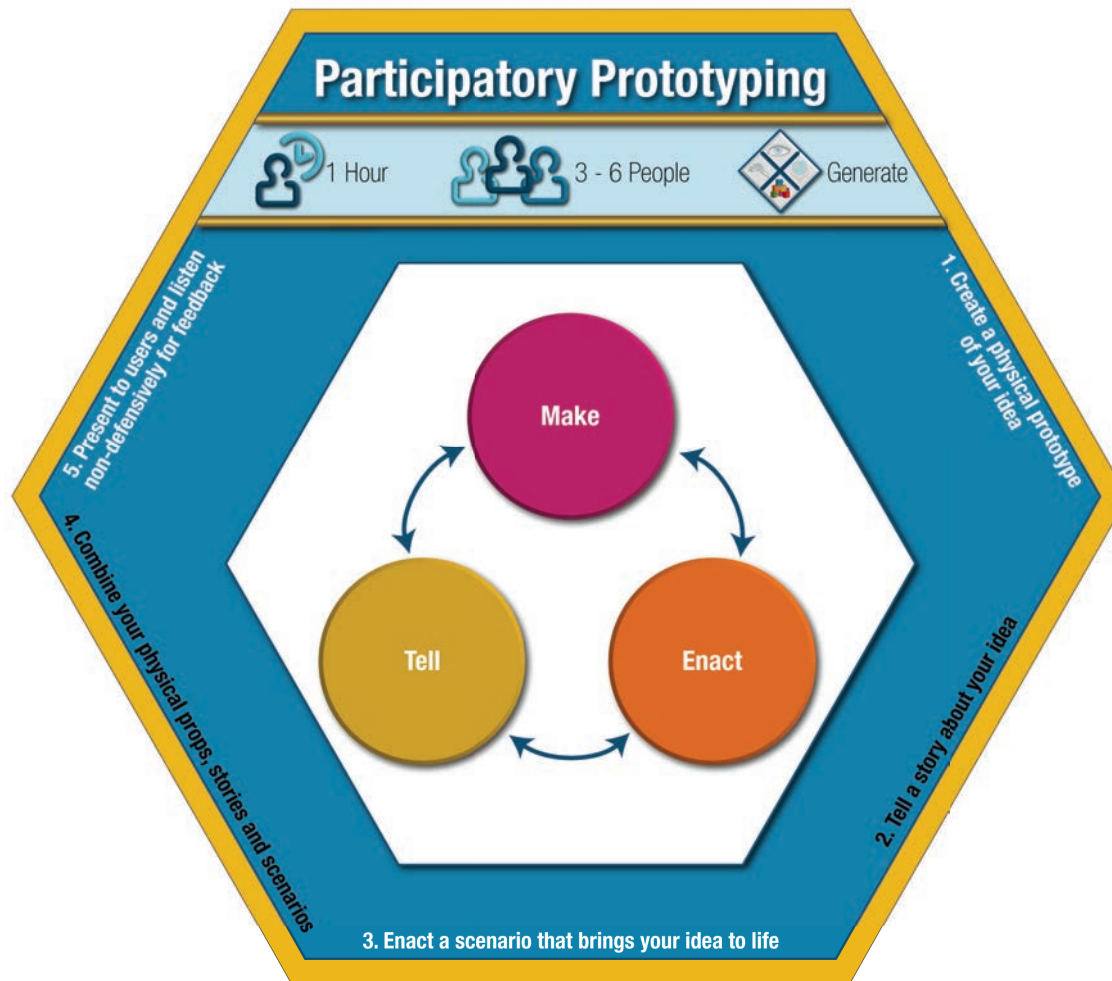 Participatory Prototyping
1 Hour
3 - 6 People
Generate
1. Create a physical prototype
of your idea
2. Tell a story about your idea
3. Enact a scenario that brings your idea to life
4. Combine your physical props, stories and scenarios
5. Present to users and listen
non-defensively for feedback
Make
Tell
Enact